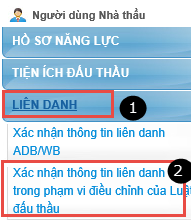 Người dùng Nhà thầu
HỒ SƠ NĂNG LỰC
TIỆN ÍCH ĐẤU THẦU
LIÊN DANH
1
Xác nhận thông tin liên danh
ADB/WB
2
Xác nhận thông tin liên danh
trong phạm vi điều chỉnh của Luật
đấu thầu